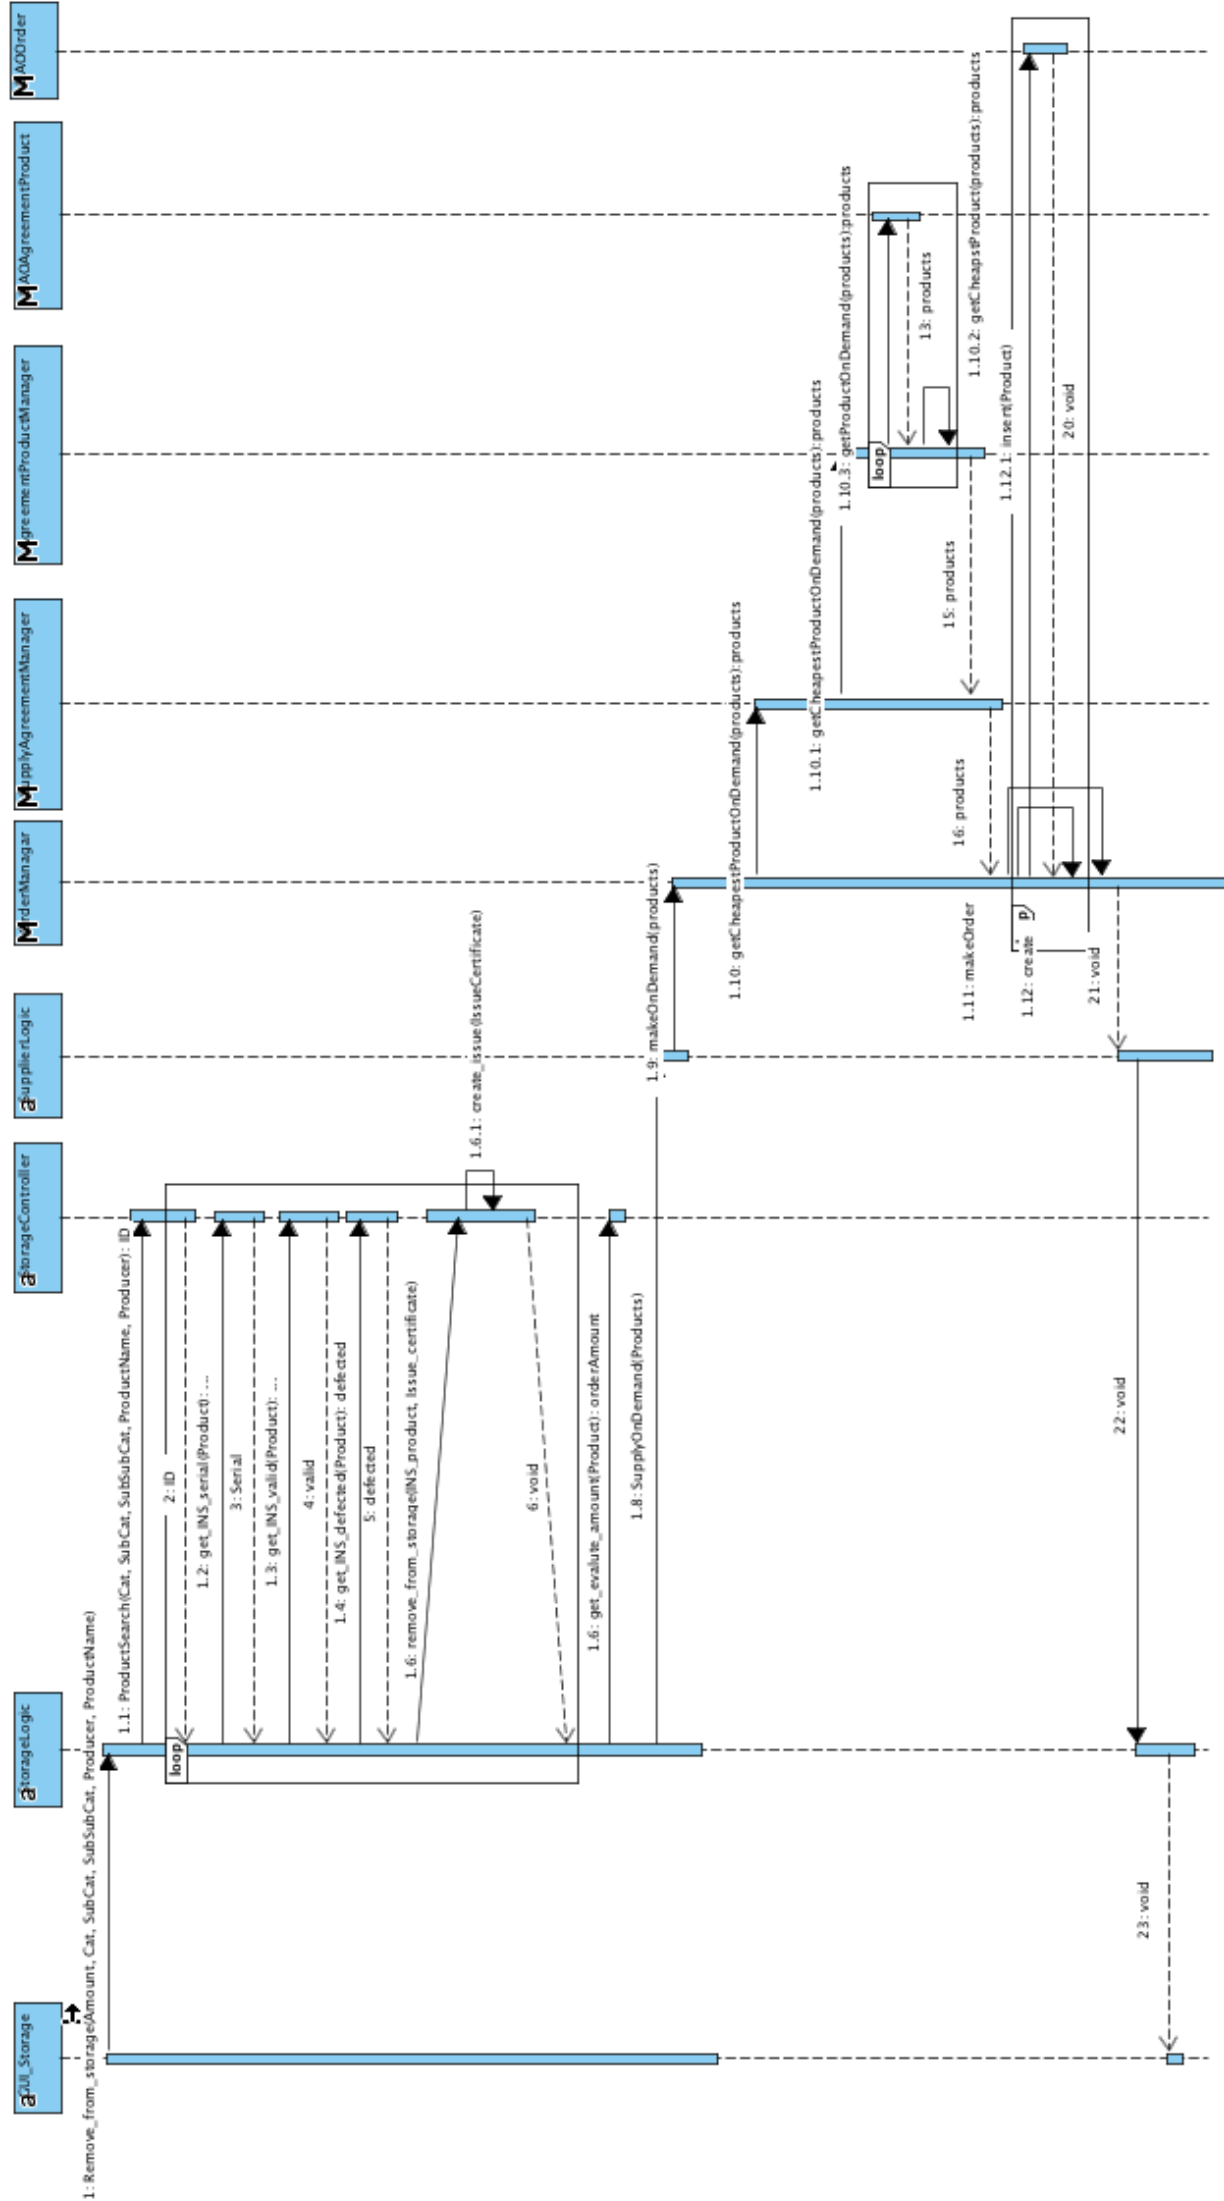 GUI_Storage
StorageLogic
StorageController
SupplierLogic
OrderManagar
SupplyAgreementManager
AgreementProductManager
AOAgreementProduct
AOOrder
1: Remove_from_storage(Amount, Cat, SubCat, SubSubCat, Producer, ProductName)
1.1: ProductSearch(Cat, SubCat, SubSubCat, ProductName, Producer) : ID
loop
2: ID
1.2: get_INS_serial(Product) : ...
3: Serial
1.3: get_INS_valid(Product): ...
4: valid
1.4: get_INS_defected(Product): defected
5: defected
1.6: remove_from_storage(INS_product, Issue_certificate)
1.6.1: create_issue(IssueCertificate)
6: void
1.6: get_evalute_amount(Product) : orderAmount
1.8: SupplyOnDemand(Products)
1.9: makeOnDemand(products)
1.10: getCheapestProductOnDemand(products):products
1.10.1: getCheapestProductOnDemand(products):products
1.10.3: getProductOnDemand(products):products
loop
13: products
1.10.2: getCheapstProduct(products):products
15: products
16: products
1.11: makeOrder
1.12: create
1.12.1: insert(Product)
20: void
21: void
22: void
23: void